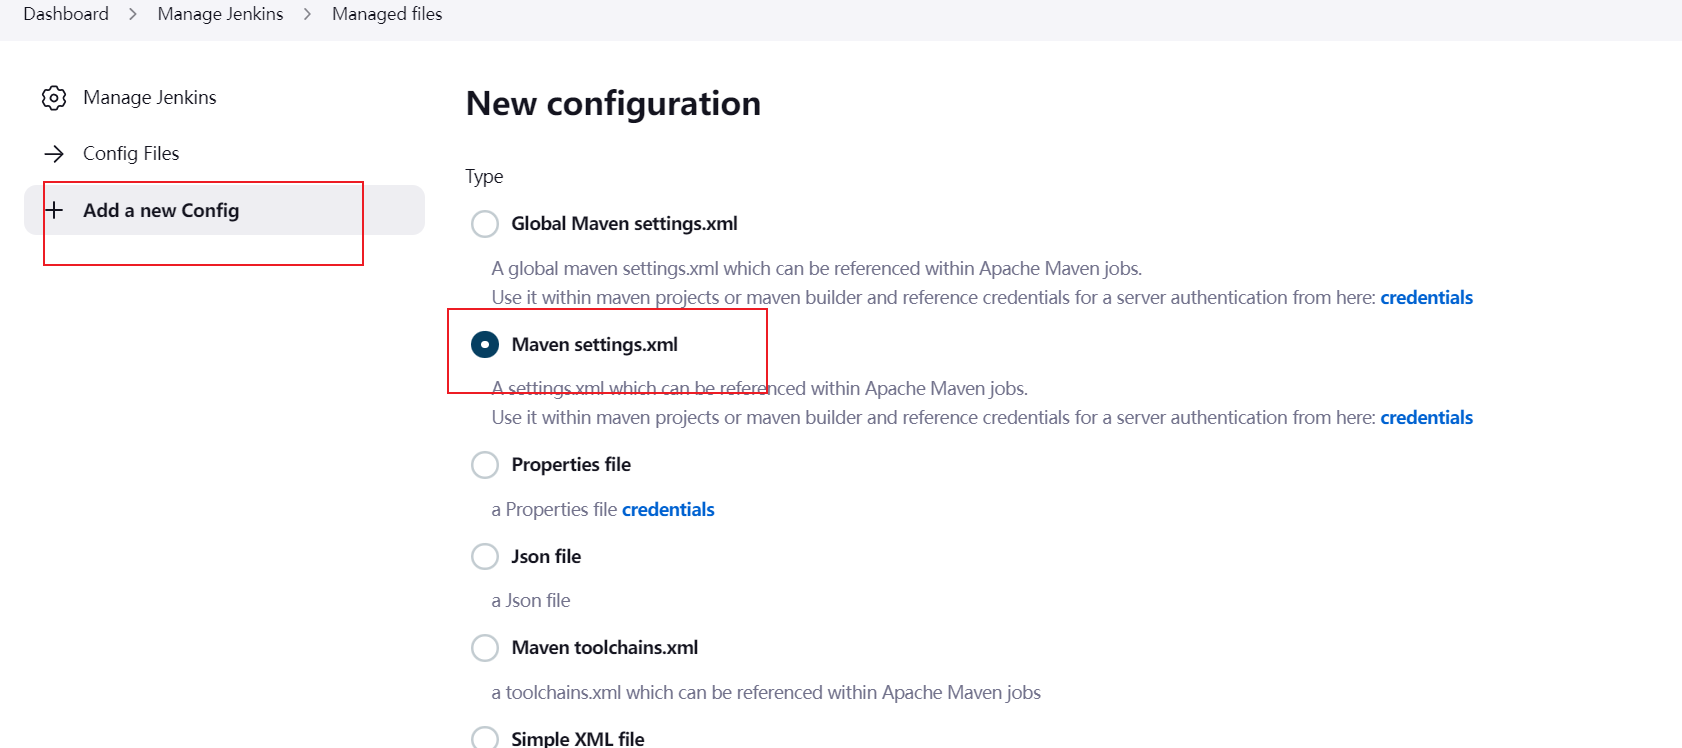 Dashboard > Manage Jenkins > Managed files
Manage Jenkins
Config Files
Add a new Config
New configuration
Type
Global Maven settings.xml
A global maven settings.xml which can be referenced within Apache Maven jobs.
Use it within maven projects or maven builder and reference credentials for a server authentication from here: credentials
Maven settings.xml
A settings.xml which can be referenced within Apache Maven jobs.
Use it within maven projects or maven builder and reference credentials for a server authentication from here: credentials
Properties file
a Properties file credentials
Json file
a Json file
Maven toolchains.xml
a toolchains.xml which can be referenced within Apache Maven jobs
Simple XML file